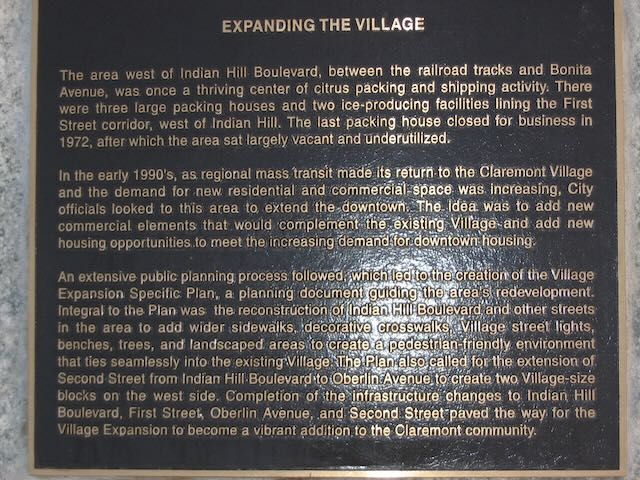 EXPANDING THE VILLAGE
The area west of Indian Hill Boulevard, between the railroad tracks and Bonita
Avenue, was once a thriving center of citrus packing and shipping activity. There
were three large packing houses and two ice-producing facilities lining the First
Street corridor, west of Indian Hill. The last packing house closed for business in
1972, after which the area sat largely vacant and underutilized.
In the early 1990's, as regional mass transit made its return to the Claremont Village
and the demand for new residential and commercial space was increasing, City
officials looked to this area to extend the downtown. The idea was to add new
commercial elements that would complement the existing Village and add new
housing opportunities to meet the increasing demand for downtown housing.
An extensive public planning process followed, which led to the creation of the Village
Expansion Specific Plan, a planning document guiding the area's redevelopment.
Integral to the Plan was the reconstruction of Indian Hill Boulevard and other streets
in the area to add wider sidewalks, decorative crosswalks, Village street lights,
benches, trees, and landscaped areas to create a pedestrian-friendly environment
that ties seamlessly into the existing Village. The Plan also called for the extension of
Second Street from Indian Hill Boulevard to Oberlin Avenue to create two Village-size
blocks on the west side. Completion of the infrastructure changes to Indian Hill
Boulevard, First Street, Oberlin Avenue, and Second Street paved the way for the
Village Expansion to become a vibrant addition to the Claremont community.